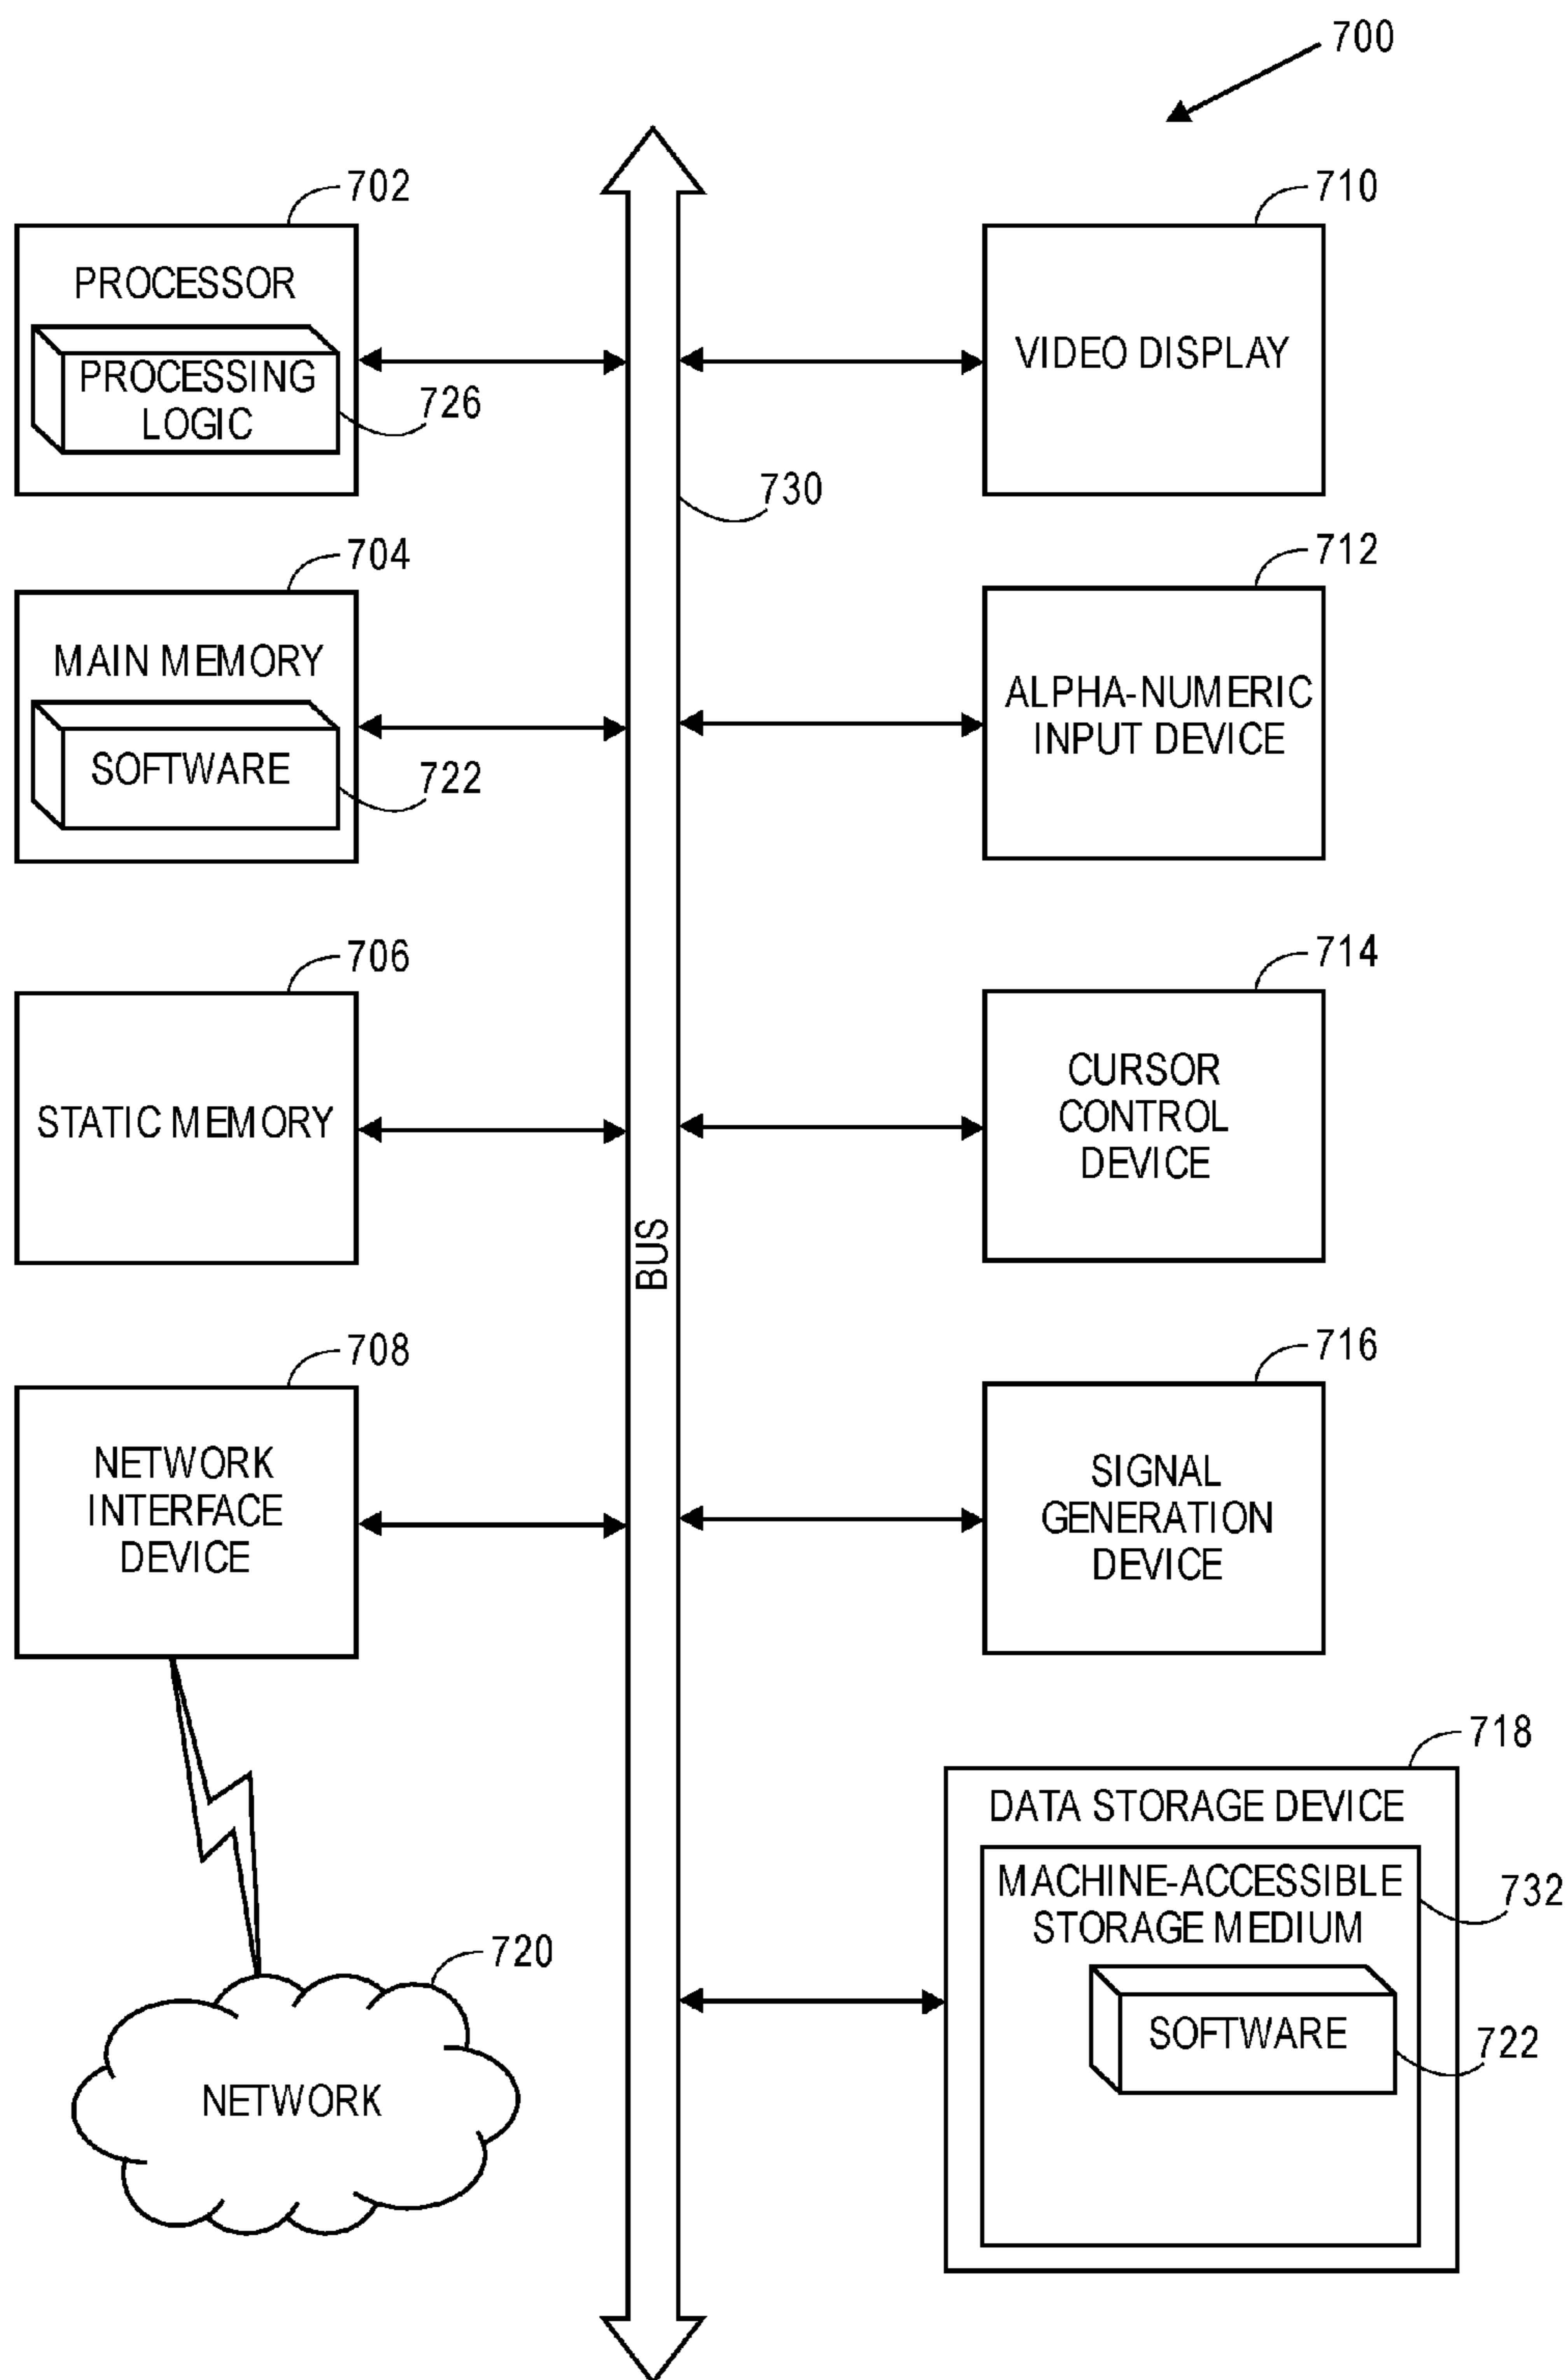 700
702
PROCESSOR
PROCESSING
LOGIC
726
710
VIDEO DISPLAY
730
704
MAIN MEMORY
SOFTWARE
722
712
ALPHA-NUMERIC
INPUT DEVICE
706
STATIC MEMORY
714
CURSOR
CONTROL
DEVICE
BUS
708
NETWORK
INTERFACE
DEVICE
716
SIGNAL
GENERATION
DEVICE
718
DATA STORAGE DEVICE
MACHINE-ACCESSIBLE
STORAGE MEDIUM
732
SOFTWARE
722
720
NETWORK